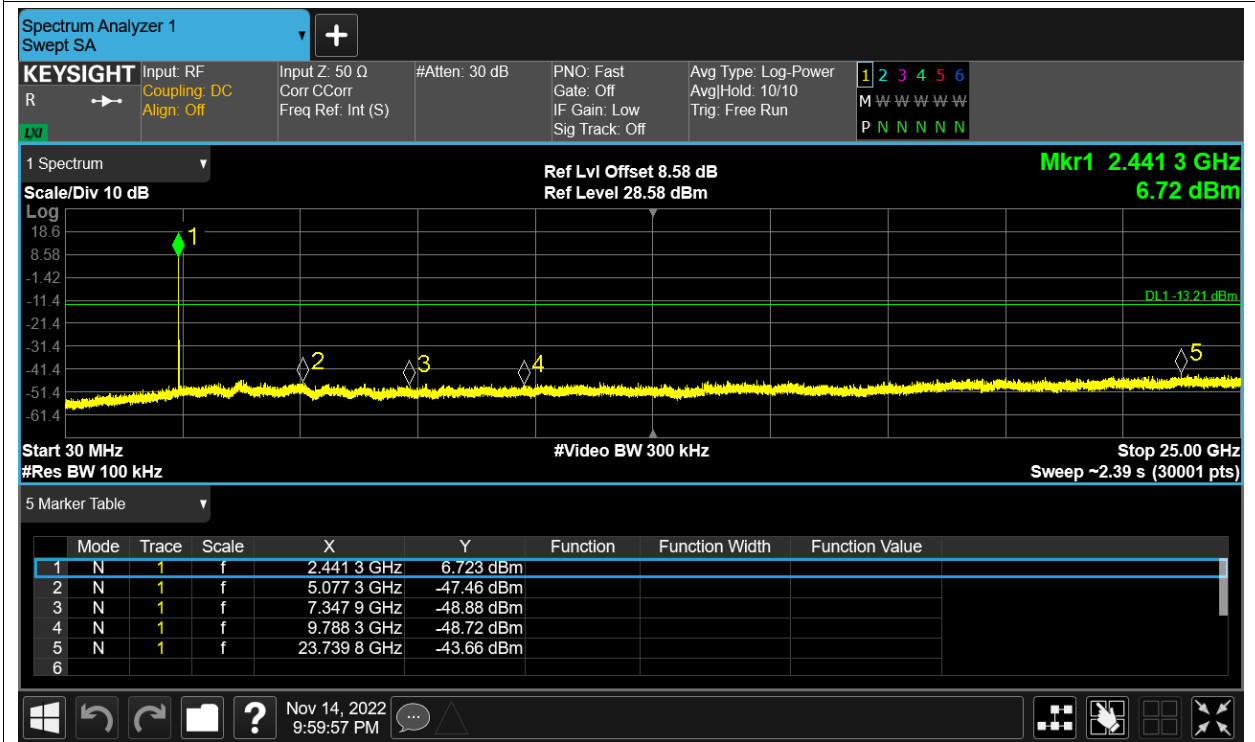 Spectrum Analyzer 1
Swept SA
KEYSIGHT
R
LXI
Input: RF
Coupling: DC
Align: Off
Input Z: 50 Ω
Corr CCorr
Freq Ref: Int (S)
#Atten: 30 dB
PNO: Fast
Gate: Off
IF Gain: Low
Sig Track: Off
Avg Type: Log-Power
Avg|Hold: 10/10
Trig: Free Run
1 2 3 4 5 6
M W W W W W
P N N N N N
1 Spectrum
Scale/Div 10 dB
Ref Lvl Offset 8.58 dB
Ref Level 28.58 dBm
Mkr1 2.441 3 GHz
6.72 dBm
Log
18.6
8.58
-1.42
-11.4
-21.4
-31.4
-41.4
-51.4
-61.4
1
2
3
4
5
DL1 -13.21 dBm
Start 30 MHz
#Video BW 300 kHz
Stop 25.00 GHz
#Res BW 100 kHz
Sweep ~2.39 s (30001 pts)
5 Marker Table
Mode Trace Scale X Y Function Function Width Function Value
1 N 1 f 2.441 3 GHz 6.723 dBm
2 N 1 f 5.077 3 GHz -47.46 dBm
3 N 1 f 7.347 9 GHz -48.88 dBm
4 N 1 f 9.788 3 GHz -48.72 dBm
5 N 1 f 23.739 8 GHz -43.66 dBm
6
?
Nov 14, 2022
9:59:57 PM